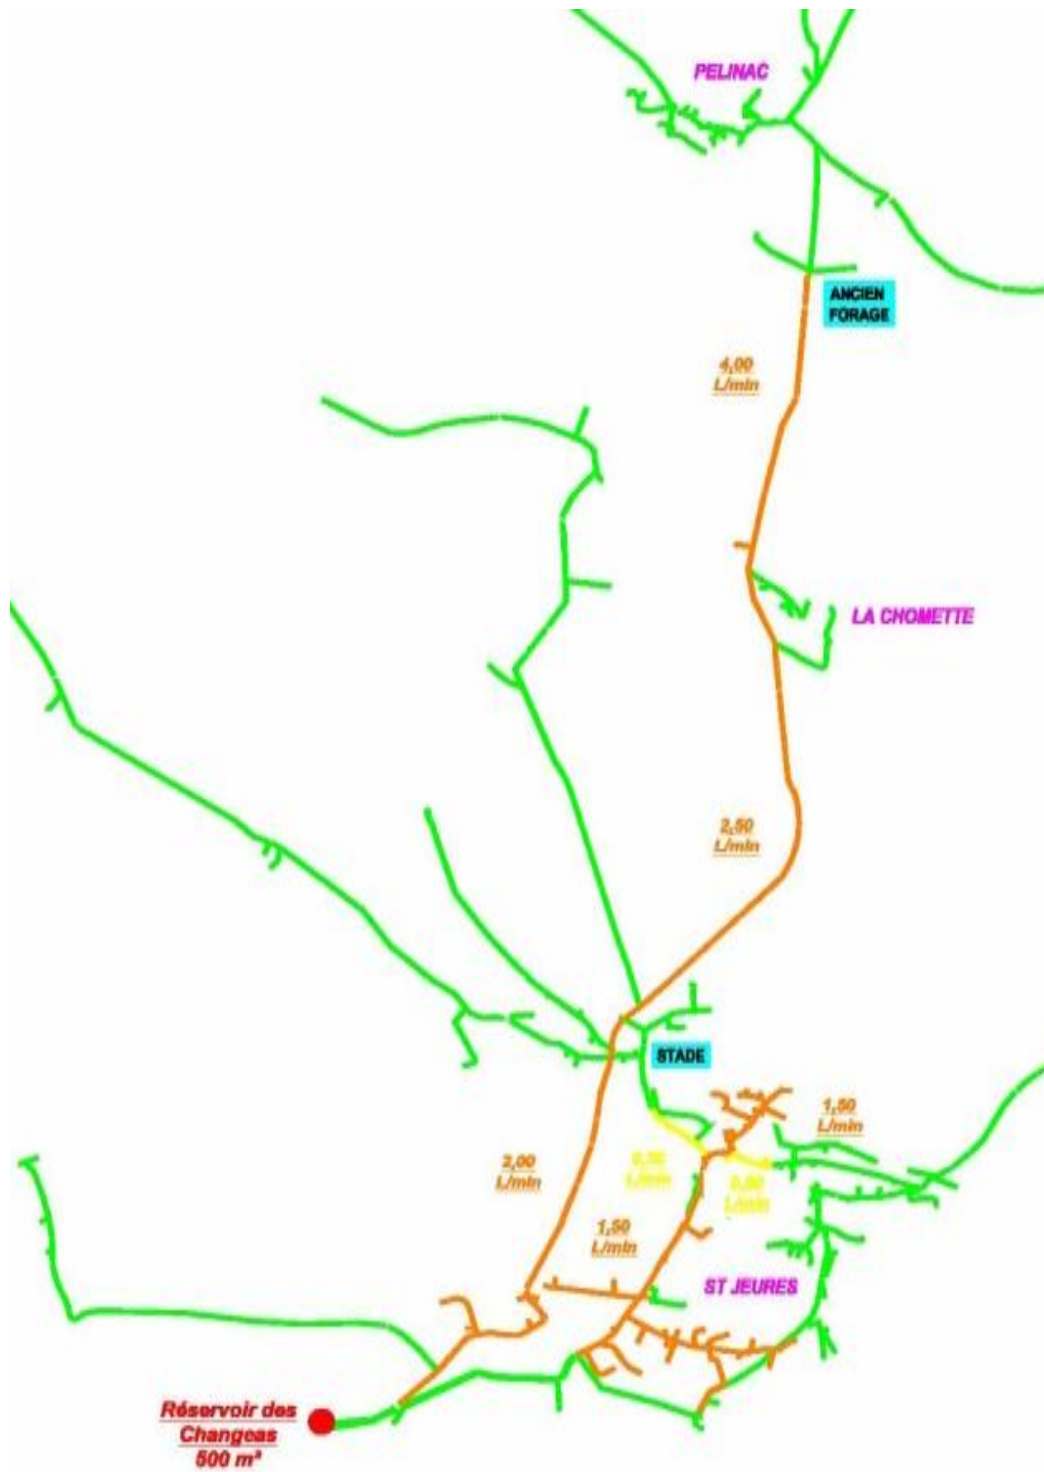 PELINAC
ANCIEN
FORAGE
4,00
L/min
LA CHOMETTE
2,50
L/min
STADE
1,50
L/min
2,00
L/min
L/min
L/min
1,50
L/min
ST JEURES
Réservoir des
Changeas
500 m³